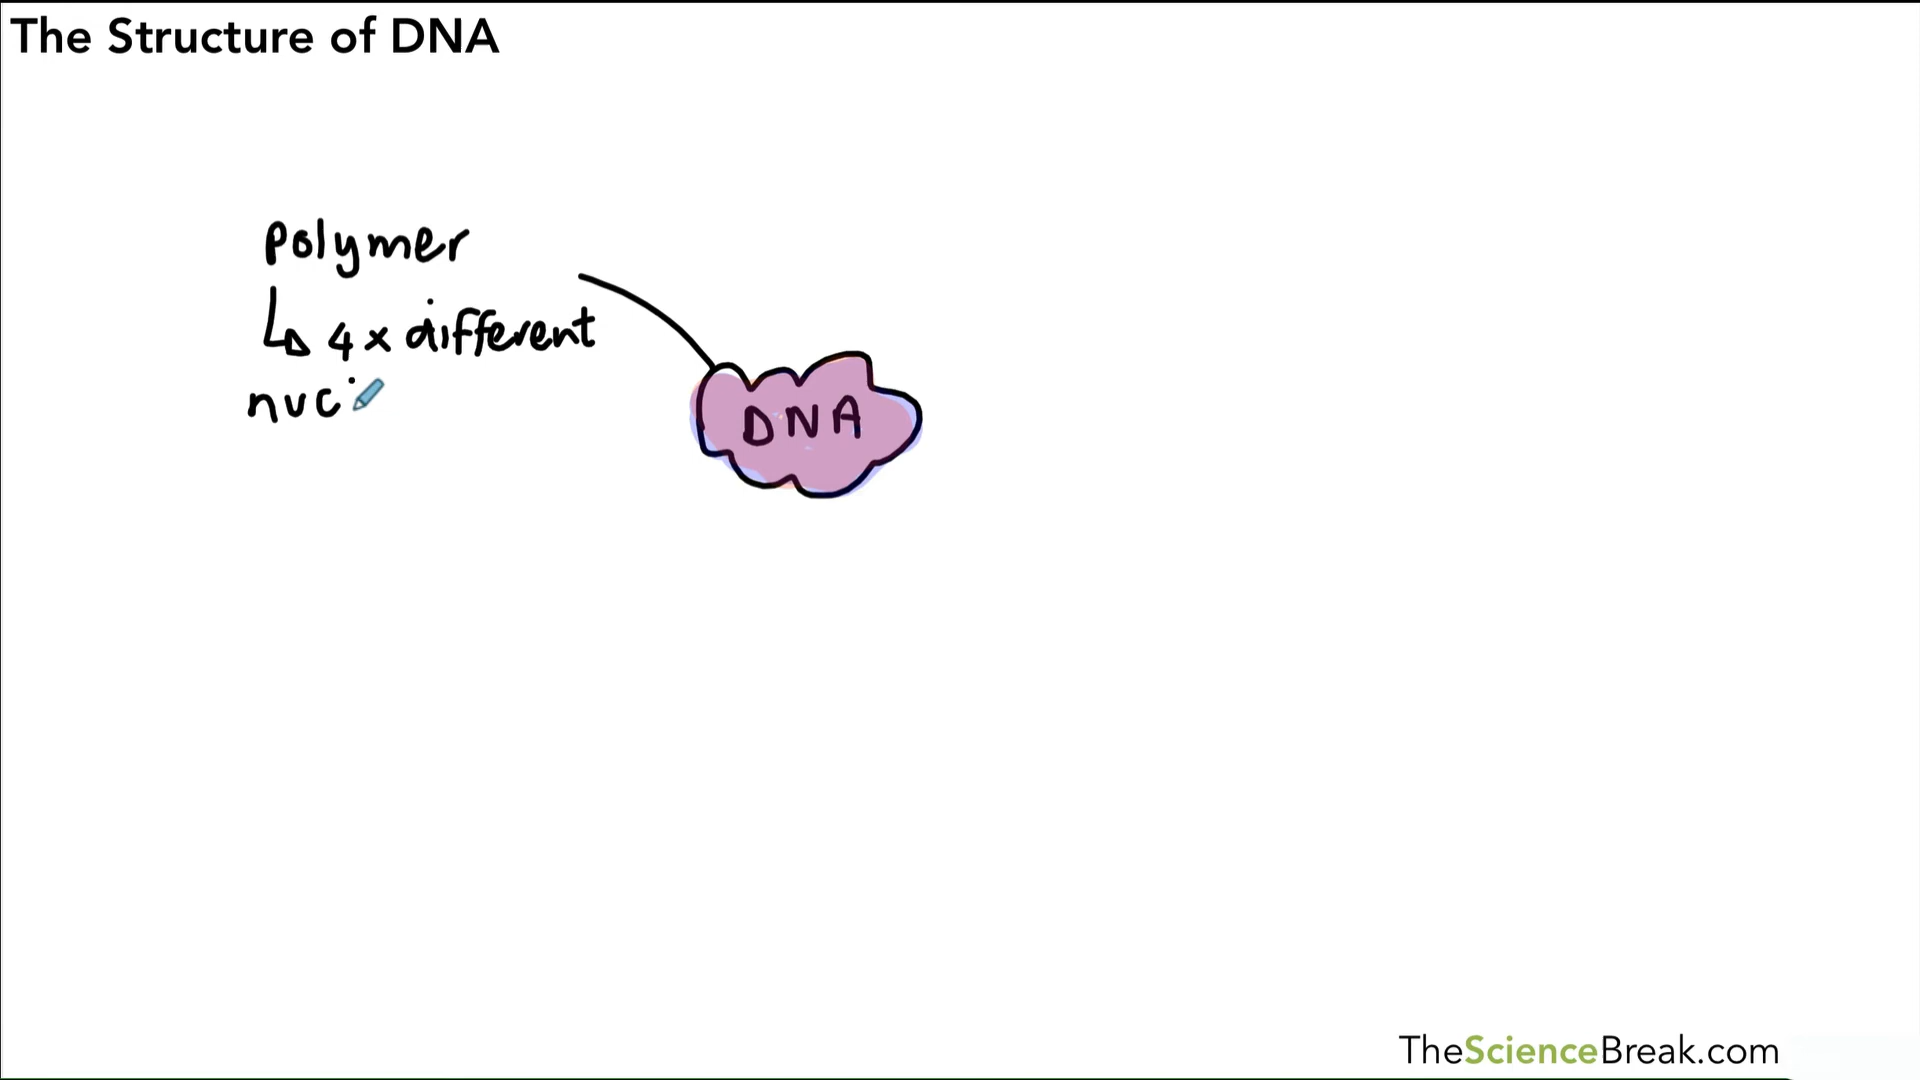 The Structure of DNA
polymer
↳ 4 x different
nuc
DNA
TheScienceBreak.com